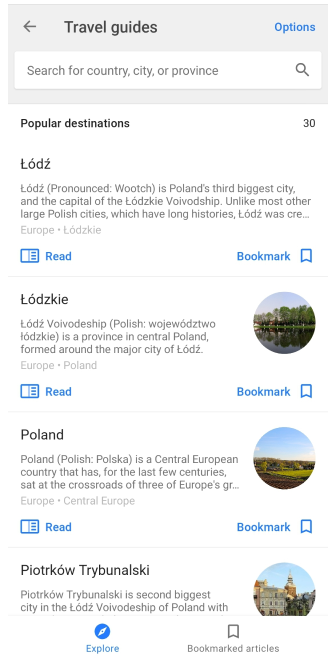 Travel guides
Options
Search for country, city, or province
Popular destinations
30
Łódź
Łódź (Pronounced: Wootch) is Poland's third biggest city,
and the capital of the Łódzkie Voivodship. Unlike most other
large Polish cities, which have long histories, Łódź was cre...
Europe • Łódzkie
Read
Bookmark
Łódzkie
Łódź Voivodeship (Polish: województwo
łódzkie) is a province in central Poland,
formed around the major city of Łódź.
Europe • Poland
Read
Bookmark
Poland
Poland (Polish: Polska) is a Central European
country that has, for the last few centuries,
sat at the crossroads of three of Europe's gr...
Europe • Central Europe
Read
Bookmark
Piotrków Trybunalski
Piotrków Trybunalski is second biggest
city in the Łódź Voivodeship of Poland with
Explore
Bookmarked articles